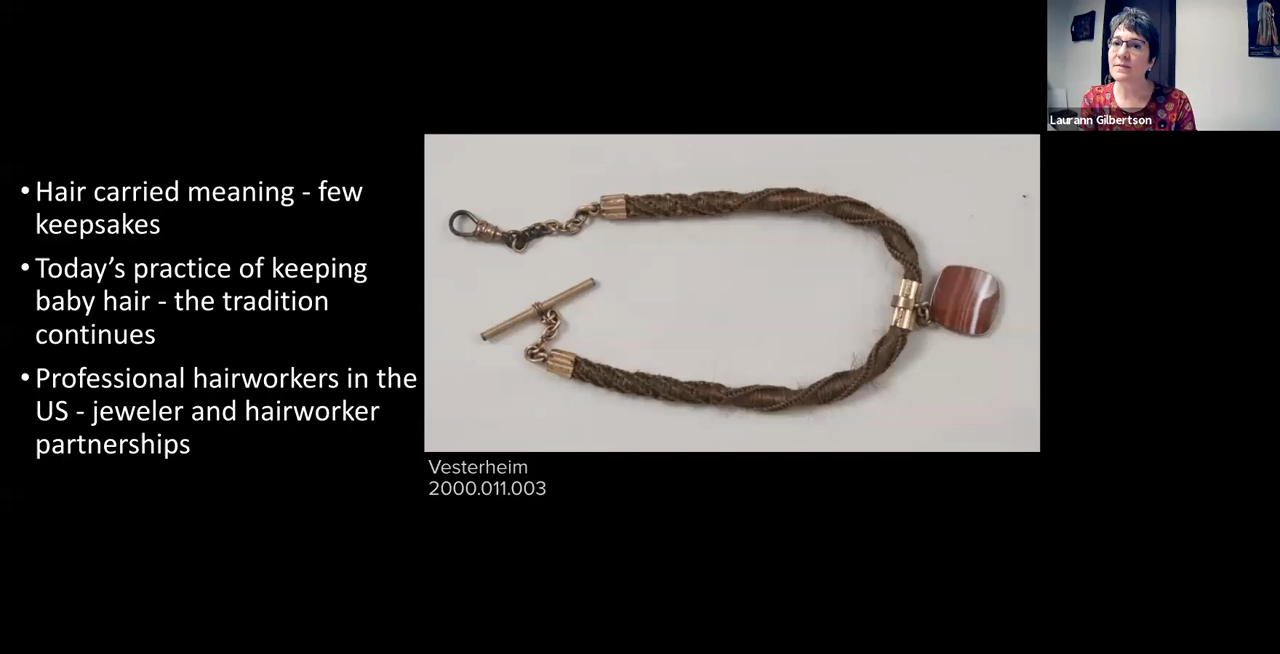 Laurann Gilbertson
• Hair carried meaning - few
keepsakes
• Today’s practice of keeping
baby hair - the tradition
continues
• Professional hairworkers in the
US - jeweler and hairworker
partnerships
Vesterheim
2000.011.003